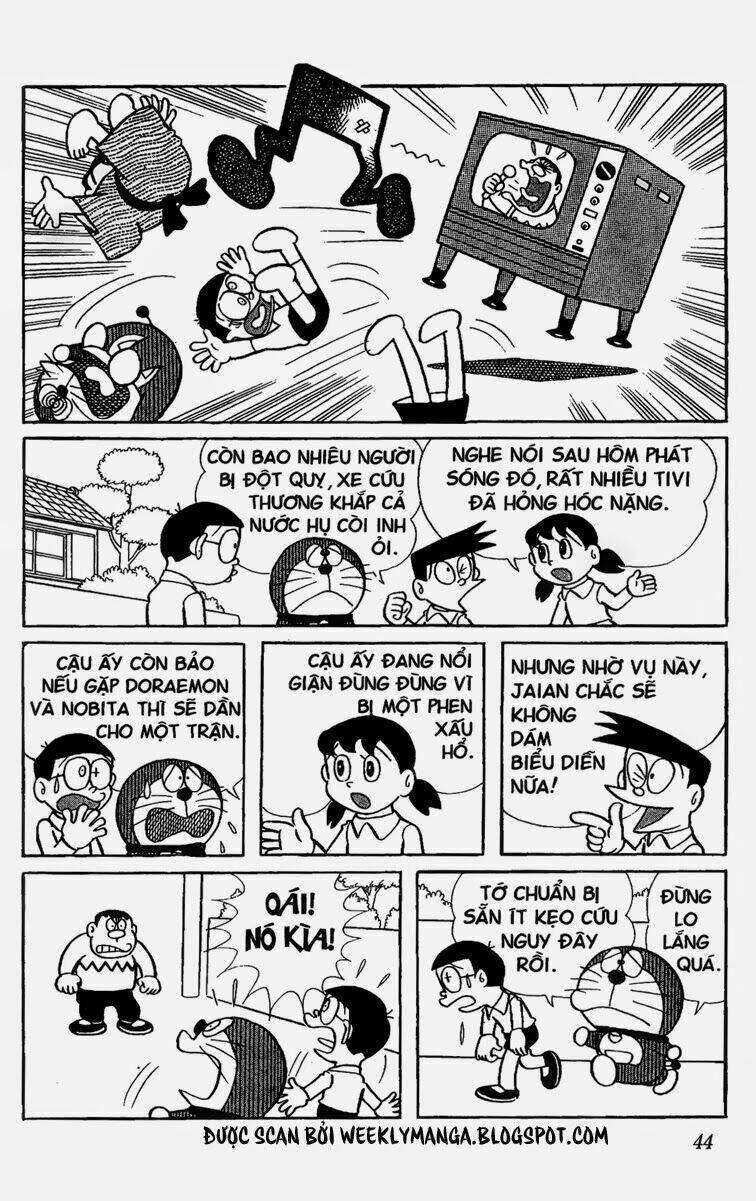 NGHE NÓI SAU HÔM PHÁT
SÓNG ĐÓ, RẤT NHIỀU TIVI
ĐÃ HỎNG HÓC NẶNG.
CÒN BAO NHIÊU NGƯỜI
BỊ ĐỘT QUỴ, XE CỨU
THƯƠNG KHẮP CẢ
NƯỚC HỤ CÒI INH
ỎI.
NHƯNG NHỜ VỤ NÀY,
JAIAN CHẮC SẼ
KHÔNG
DÁM
BIỂU DIỄN
NỮA!
CẬU ẤY ĐANG NỔI
GIẬN ĐÙNG ĐÙNG VÌ
BỊ MỘT PHEN
XẤU
HỔ.
CẬU ẤY CÒN BẢO
NẾU GẶP DORAEMON
VÀ NOBITA THÌ SẼ DẦN
CHO MỘT TRẬN.
ĐỪNG
LO
LẮNG
QUÁ.
TỚ CHUẨN BỊ
SẴN ÍT KẸO CỨU
NGUY ĐÂY
RỒI.
QÁI!
NÓ KÌA!
ĐƯỢC SCAN BỞI WEEKLYMANGA.BLOGSPOT.COM
44